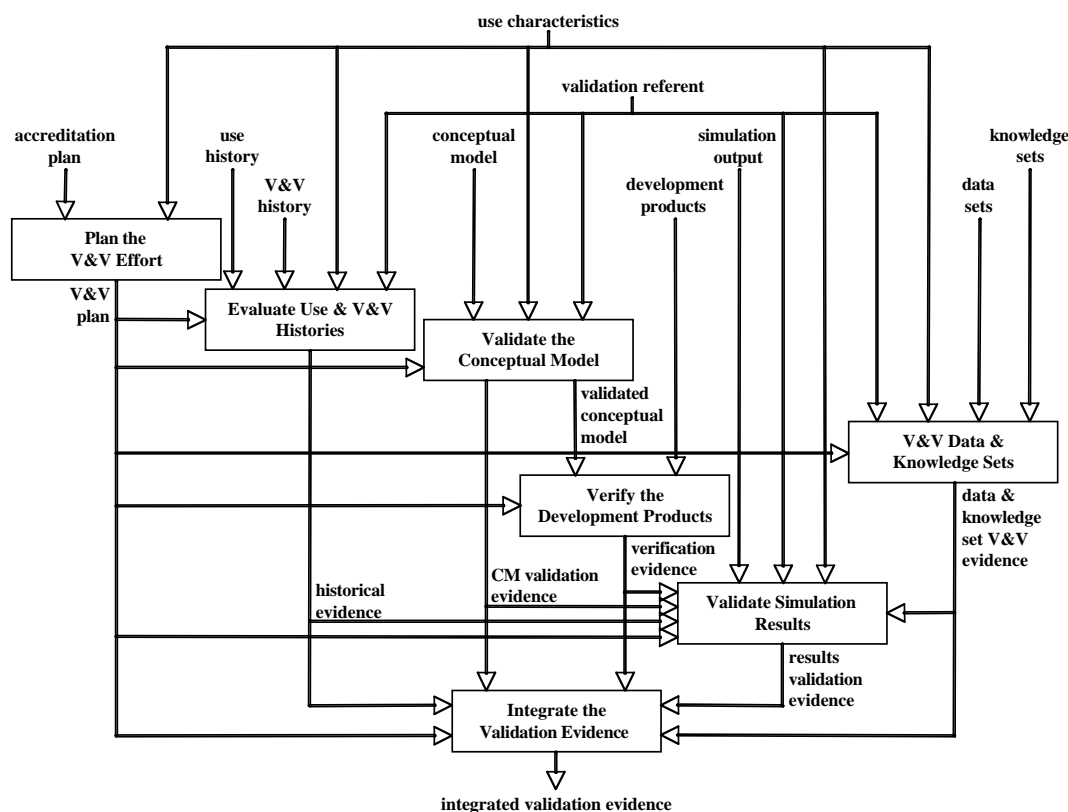 use characteristics
validation referent
accreditation
plan
use
history
conceptual
model
simulation
output
knowledge
sets
V&V
history
development
products
data
sets
Plan the
V&V Effort
V&V
plan
Evaluate Use & V&V
Histories
Validate the
Conceptual Model
validated
conceptual
model
V&V Data &
Knowledge Sets
Verify the
Development Products
data &
knowledge
set V&V
evidence
verification
evidence
historical
evidence
CM validation
evidence
Validate Simulation
Results
results
validation
evidence
Integrate the
Validation Evidence
integrated validation evidence